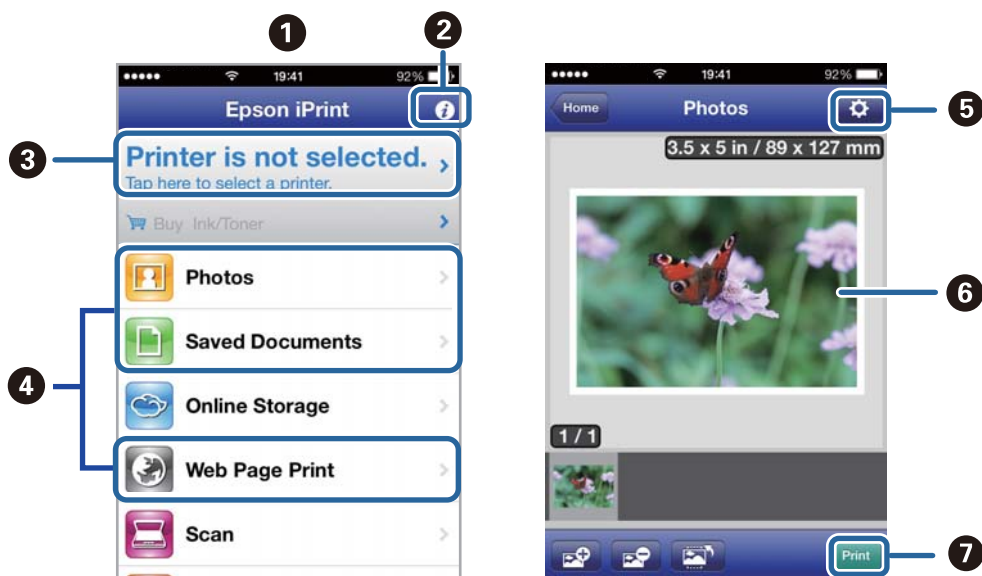 1
2
19:41
92%
Epson iPrint
i
3
Printer is not selected.
Tap here to select a printer.
Buy Ink/Toner
Photos
Saved Documents
4
Online Storage
Web Page Print
Scan
19:41
92%
Home
Photos
5
3.5 x 5 in / 89 x 127 mm
6
1 / 1
Print
7